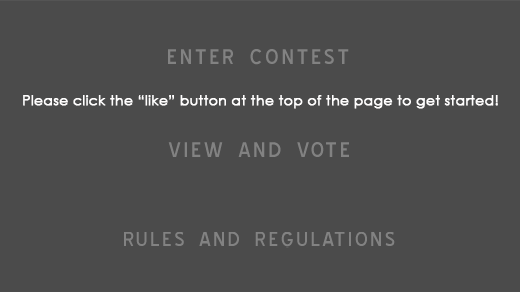 ENTER CONTEST
Please click the “like” button at the top of the page to get started!
VIEW AND VOTE
RULES AND REGULATIONS